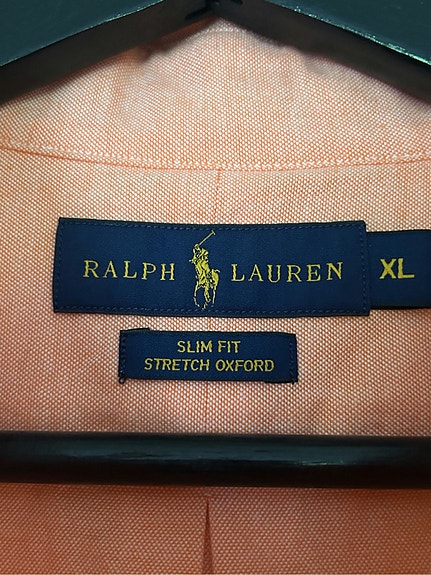 RALPH LAUREN XL
SLIM FIT
STRETCH OXFORD